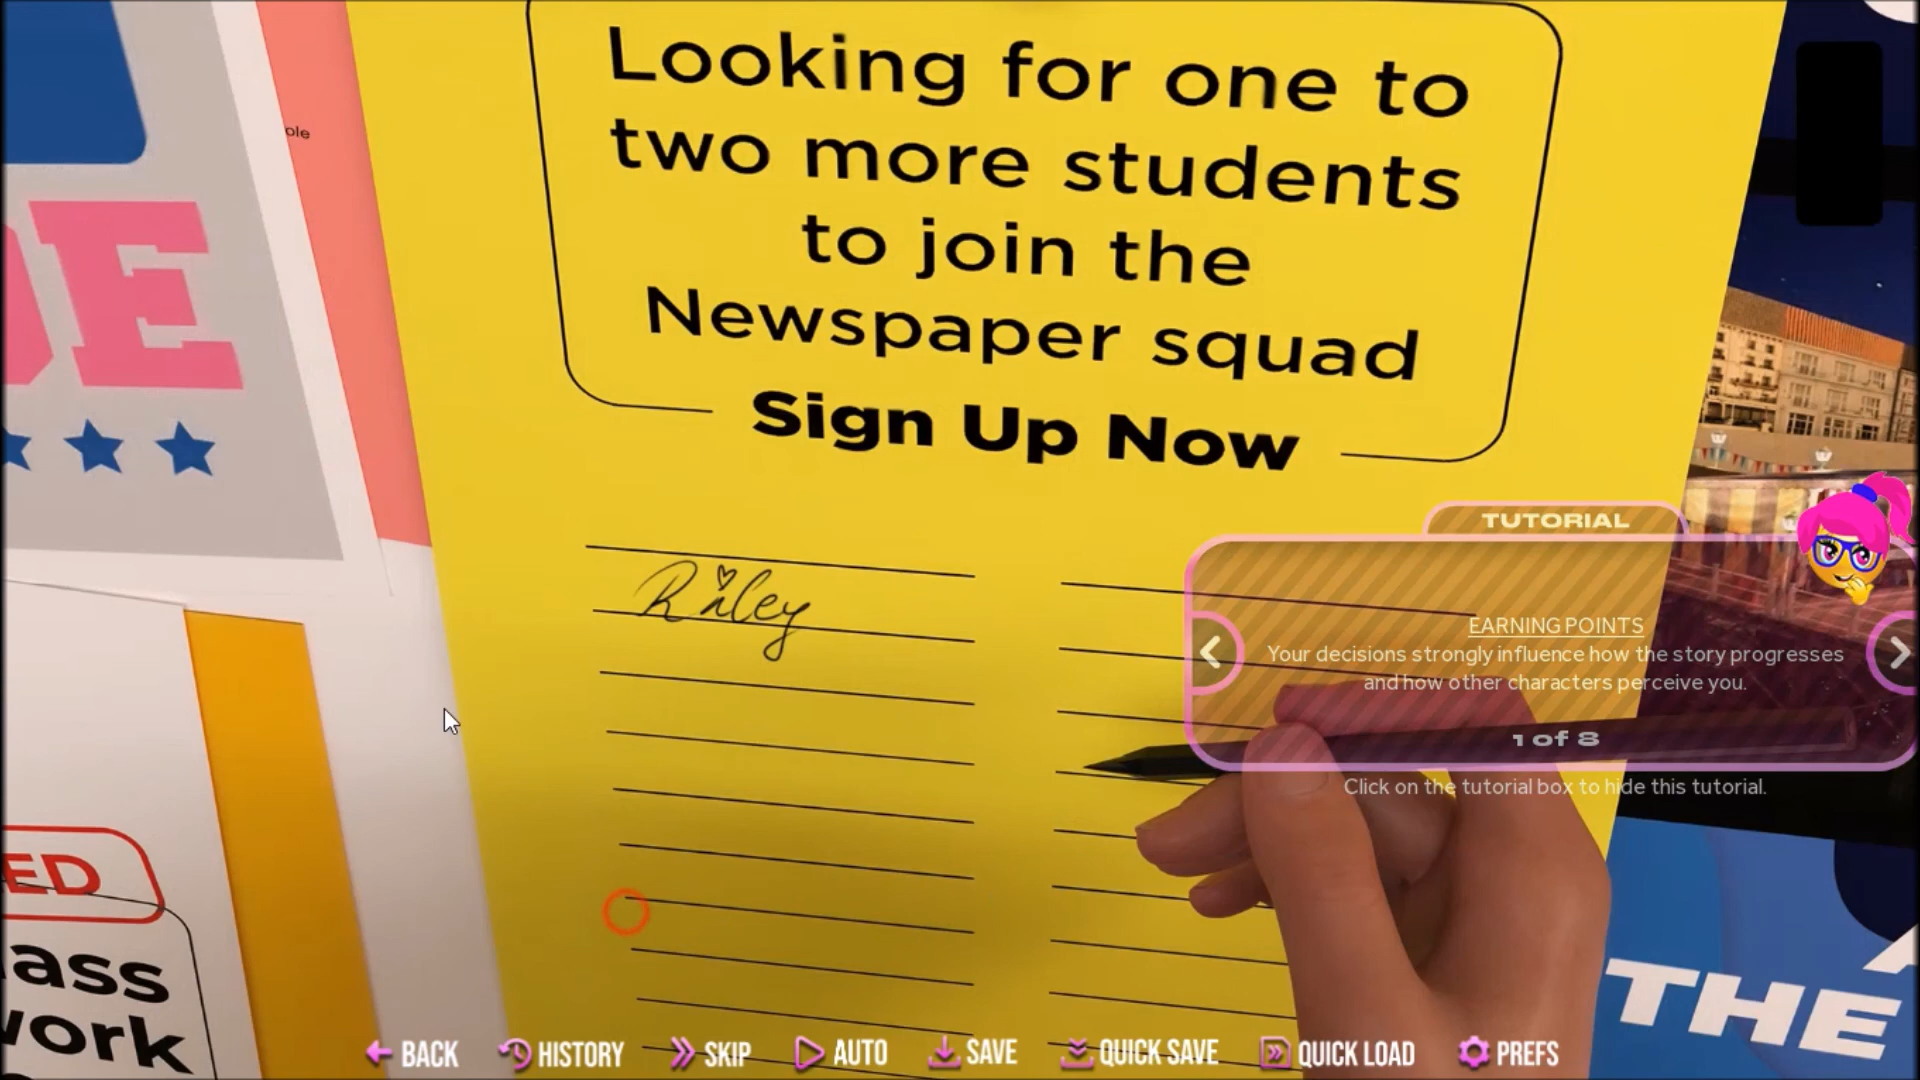 Looking for one to
two more students
to join the
Newspaper squad
Sign Up Now
Riley
ole
DE
ED
lass
work
THE
TUTORIAL
EARNING POINTS
Your decisions strongly influence how the story progresses
and how other characters perceive you.
1 of 8
Click on the tutorial box to hide this tutorial.
BACK HISTORY SKIP AUTO SAVE QUICK SAVE QUICK LOAD PREFS